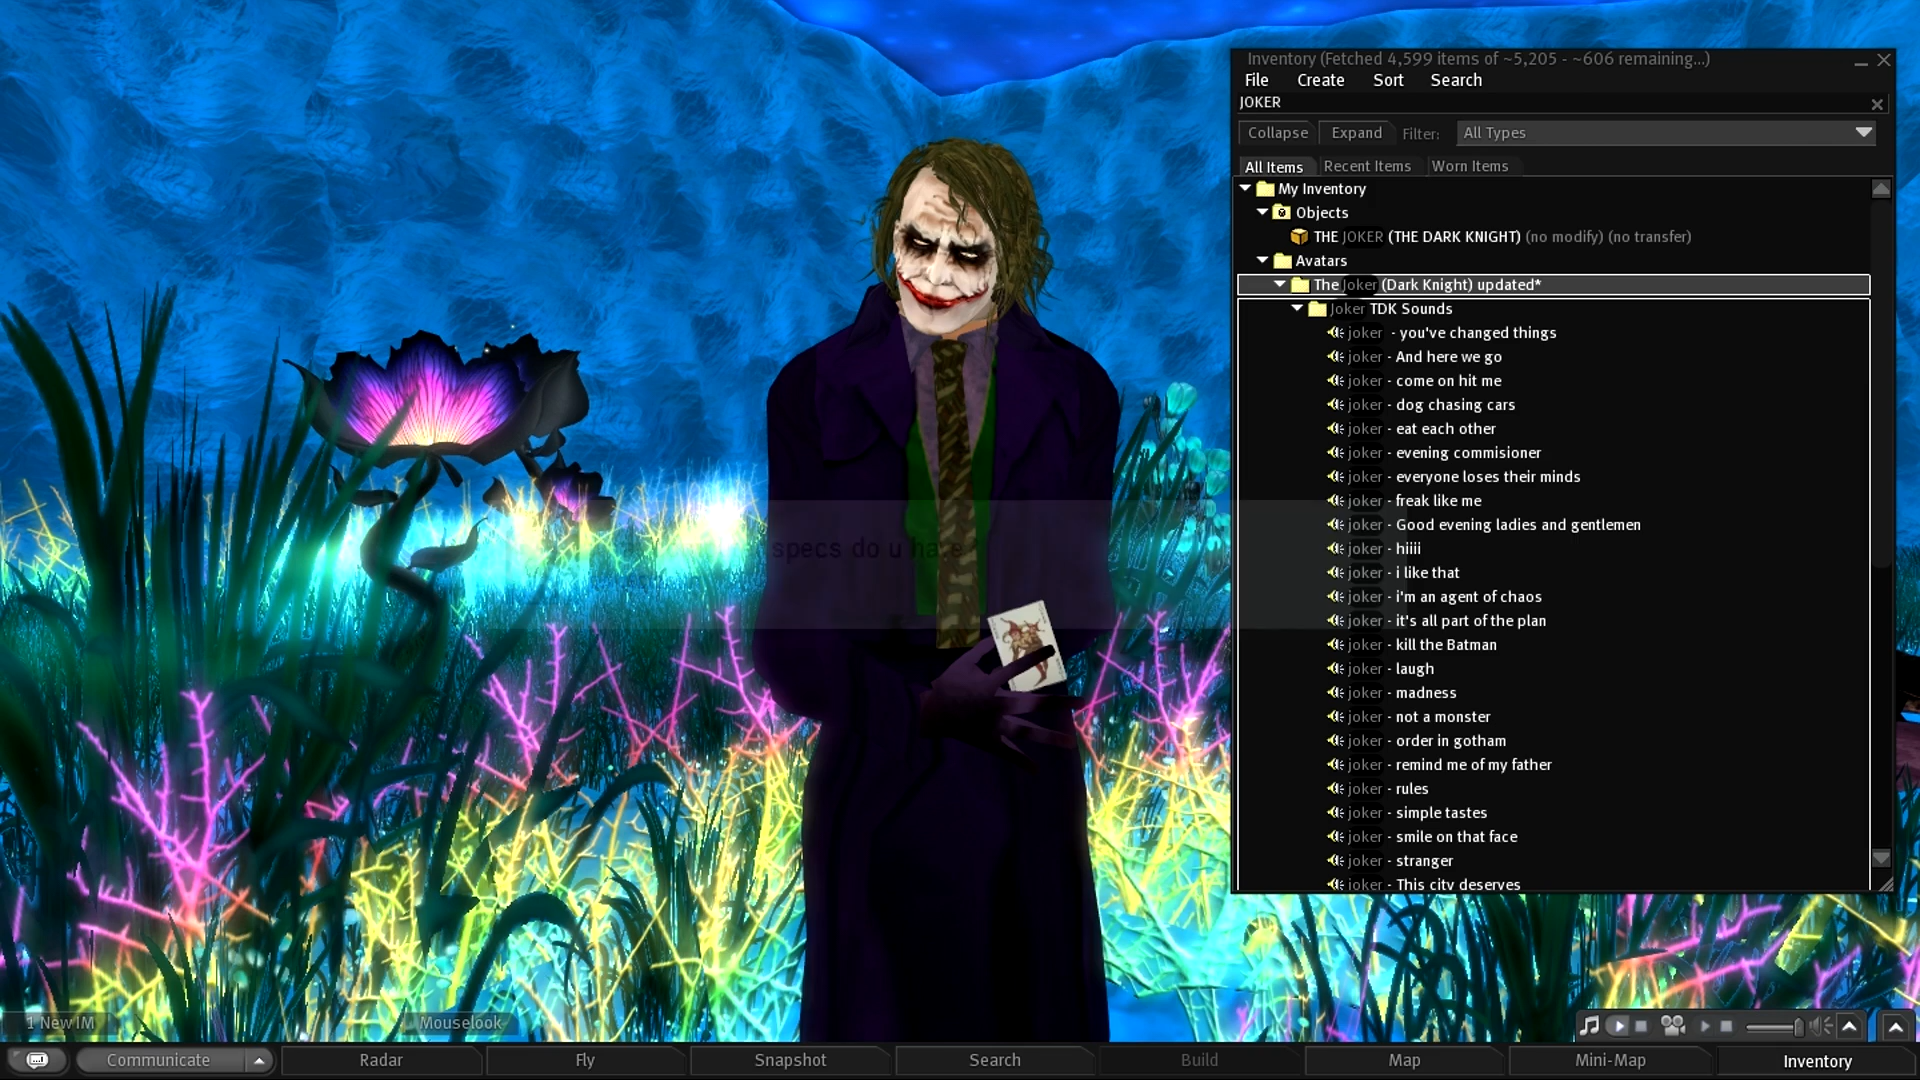 Inventory (Fetched 4,599 items of ~5,205 - ~606 remaining...)
File Create Sort Search
JOKER
Collapse Expand Filter: All Types
All Items Recent Items Worn Items
My Inventory
Objects
THE JOKER (THE DARK KNIGHT) (no modify) (no transfer)
Avatars
The Joker (Dark Knight) updated*
Joker TDK Sounds
joker - you've changed things
joker - And here we go
joker - come on hit me
joker - dog chasing cars
joker - eat each other
joker - evening commisioner
joker - everyone loses their minds
joker - freak like me
joker - Good evening ladies and gentlemen
joker - hiiii
joker - i like that
joker - i'm an agent of chaos
joker - it's all part of the plan
joker - kill the Batman
joker - laugh
joker - madness
joker - not a monster
joker - order in gotham
joker - remind me of my father
joker - rules
joker - simple tastes
joker - smile on that face
joker - stranger
joker - This city deserves
specs do u
1 New IM
Mouselook
Communicate Radar Fly Snapshot Search Build Map Mini-Map Inventory